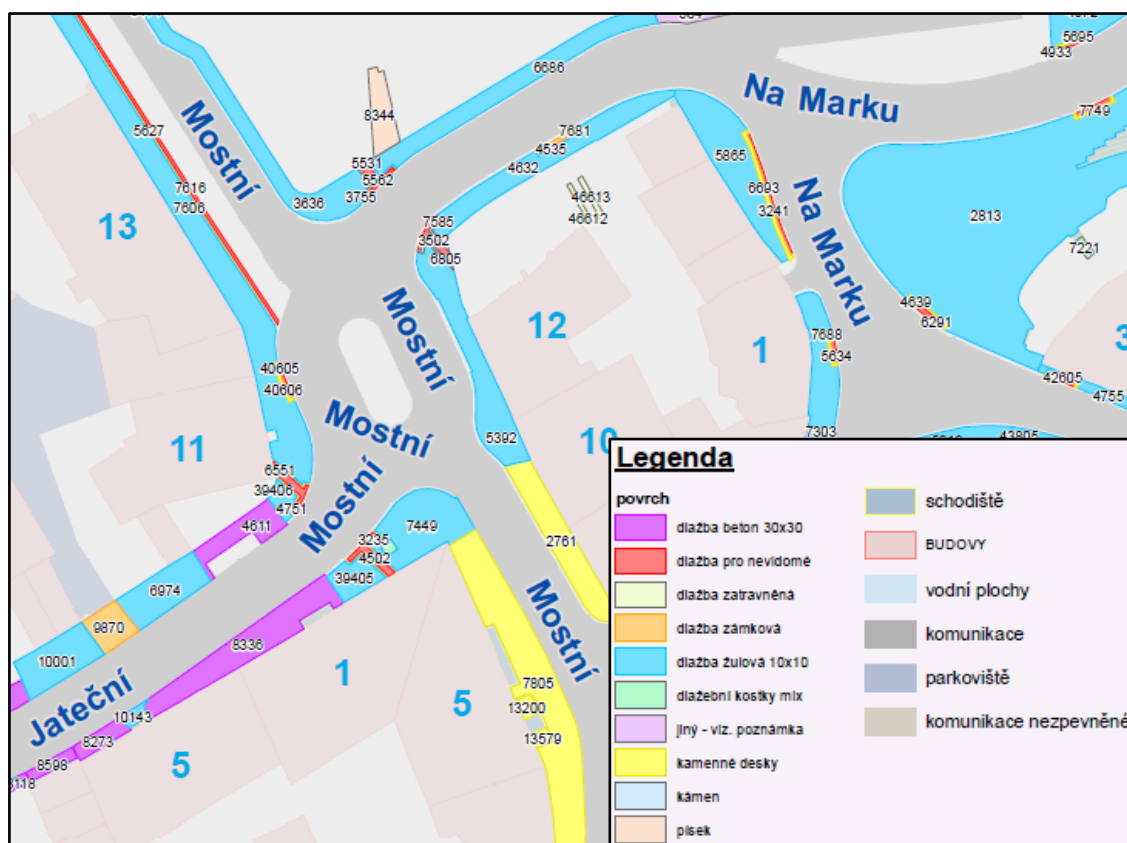 5695
4933
6686
Na Marku
7749
8344
5627
Mostní
7681
4535
4632
5865
5531
5562
3755
3636
7616
7606
6693
3241
46613
46612
Na Marku
2813
13
7585
3502
6805
7221
Mostní
12
1
4639
6291
7688
5634
3
40605
40606
42605
4755
Mostní
11
5392
10
7303
43805
6551
39406
4751
4611
Mostní
7449
3235
4502
39405
2761
6974
9870
10001
8336
Mostní
Jateční
1
5
7805
13200
13579
10143
8273
8598
5
Legenda
povrch
dlažba beton 30x30
dlažba pro nevidomé
dlažba zatravněná
dlažba zámková
dlažba žulová 10x10
dlažební kostky mix
jiný - viz. poznámka
kamenné desky
kámen
písek
schodiště
BUDOVY
vodní plochy
komunikace
parkoviště
komunikace nezpevněné